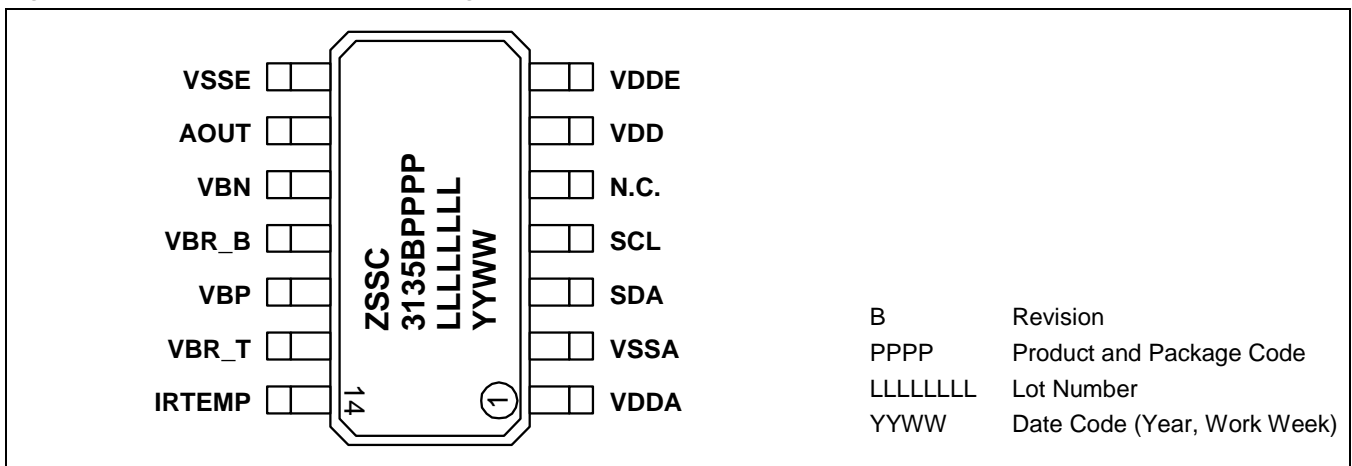 VSSE
AOUT
VBN
VBR_B
VBP
VBR_T
IRTEMP
ZSSC
3135BPPPP
LLLLLLLL
YYWW
14
1
VDDE
VDD
N.C.
SCL
SDA
VSSA
VDDA
B Revision
PPPP Product and Package Code
LLLLLLLL Lot Number
YYWW Date Code (Year, Work Week)